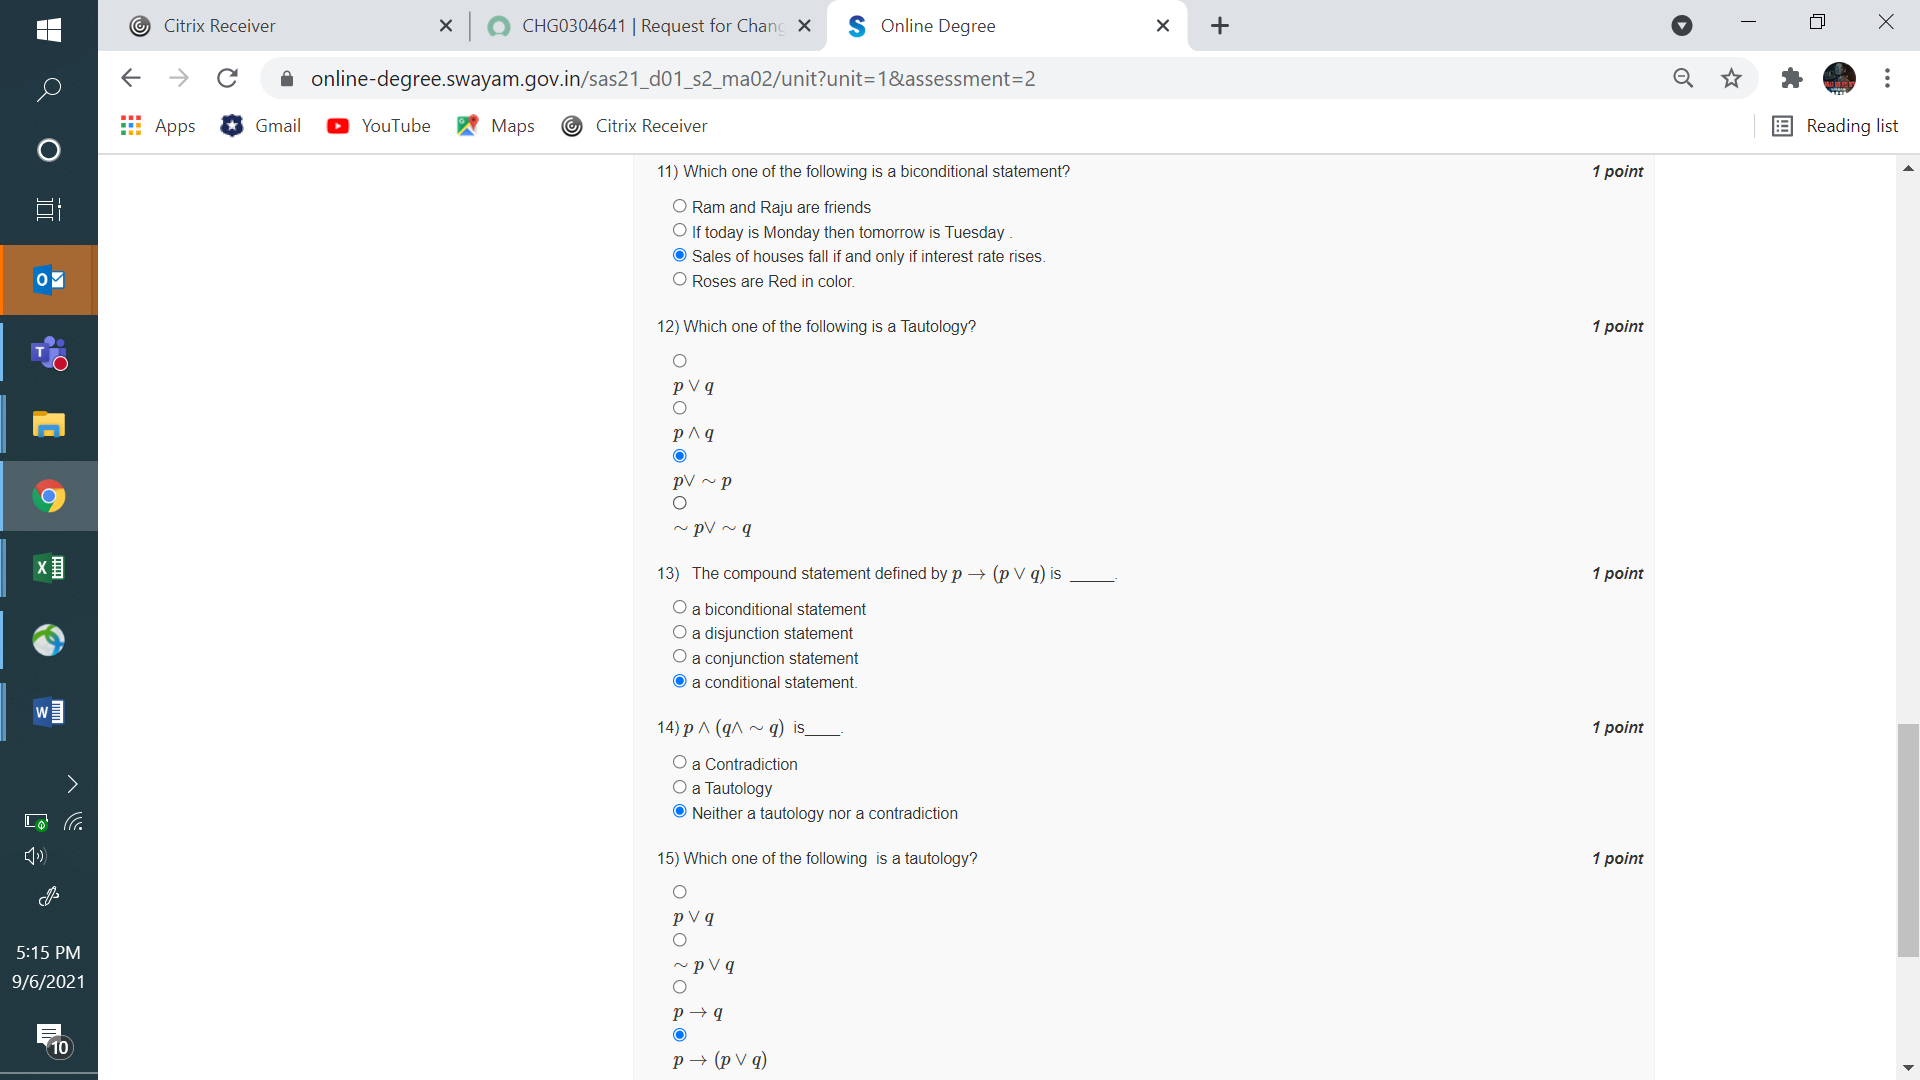 Citrix Receiver
CHG0304641 | Request for Chang
Online Degree
online-degree.swayam.gov.in/sas21_d01_s2_ma02/unit?unit=1&assessment=2
Apps
Gmail
YouTube
Maps
Citrix Receiver
Reading list
11) Which one of the following is a biconditional statement?
1 point
Ram and Raju are friends
If today is Monday then tomorrow is Tuesday .
Sales of houses fall if and only if interest rate rises.
Roses are Red in color.
12) Which one of the following is a Tautology?
1 point
p ∨ q
p ∧ q
p∨ ∼ p
∼ p∨ ∼ q
13) The compound statement defined by p → (p ∨ q) is _____.
1 point
a biconditional statement
a disjunction statement
a conjunction statement
a conditional statement.
14) p ∧ (q∧ ∼ q) is____.
1 point
a Contradiction
a Tautology
Neither a tautology nor a contradiction
15) Which one of the following is a tautology?
1 point
p ∨ q
∼ p ∨ q
p → q
p → (p ∨ q)
5:15 PM
9/6/2021
10